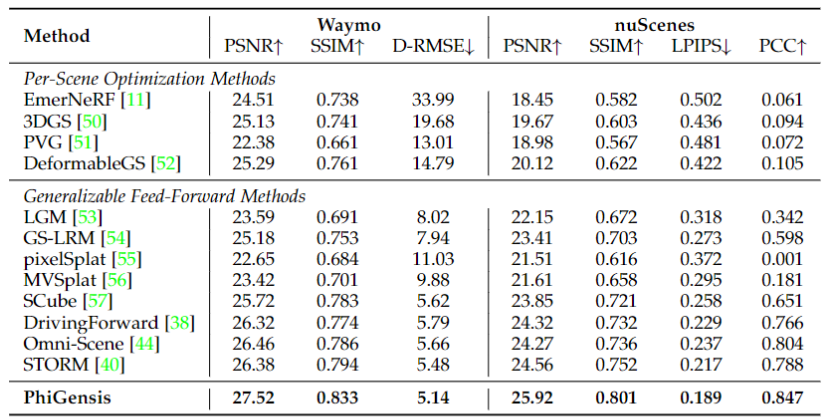 Method Waymo nuScenes
PSNR↑ SSIM↑ D-RMSE↓ PSNR↑ SSIM↑ LPIPS↓ PCC↑
Per-Scene Optimization Methods
EmerNeRF [11] 24.51 0.738 33.99 18.45 0.582 0.502 0.061
3DGS [50] 25.13 0.741 19.68 19.67 0.603 0.436 0.094
PVG [51] 22.38 0.661 13.01 18.98 0.567 0.481 0.072
DeformableGS [52] 25.29 0.761 14.79 20.12 0.622 0.422 0.105
Generalizable Feed-Forward Methods
LGM [53] 23.59 0.691 8.02 22.15 0.672 0.318 0.342
GS-LRM [54] 25.18 0.753 7.94 23.41 0.703 0.273 0.598
pixelSplat [55] 22.65 0.684 11.03 21.51 0.616 0.372 0.001
MVSplat [56] 23.42 0.701 9.88 21.61 0.658 0.295 0.181
SCube [57] 25.72 0.783 5.62 23.85 0.721 0.258 0.651
DrivingForward [38] 26.32 0.774 5.79 24.32 0.732 0.229 0.766
Omni-Scene [44] 26.46 0.786 5.66 24.27 0.736 0.237 0.804
STORM [40] 26.38 0.794 5.48 24.56 0.752 0.217 0.788
PhiGensis 27.52 0.833 5.14 25.92 0.801 0.189 0.847